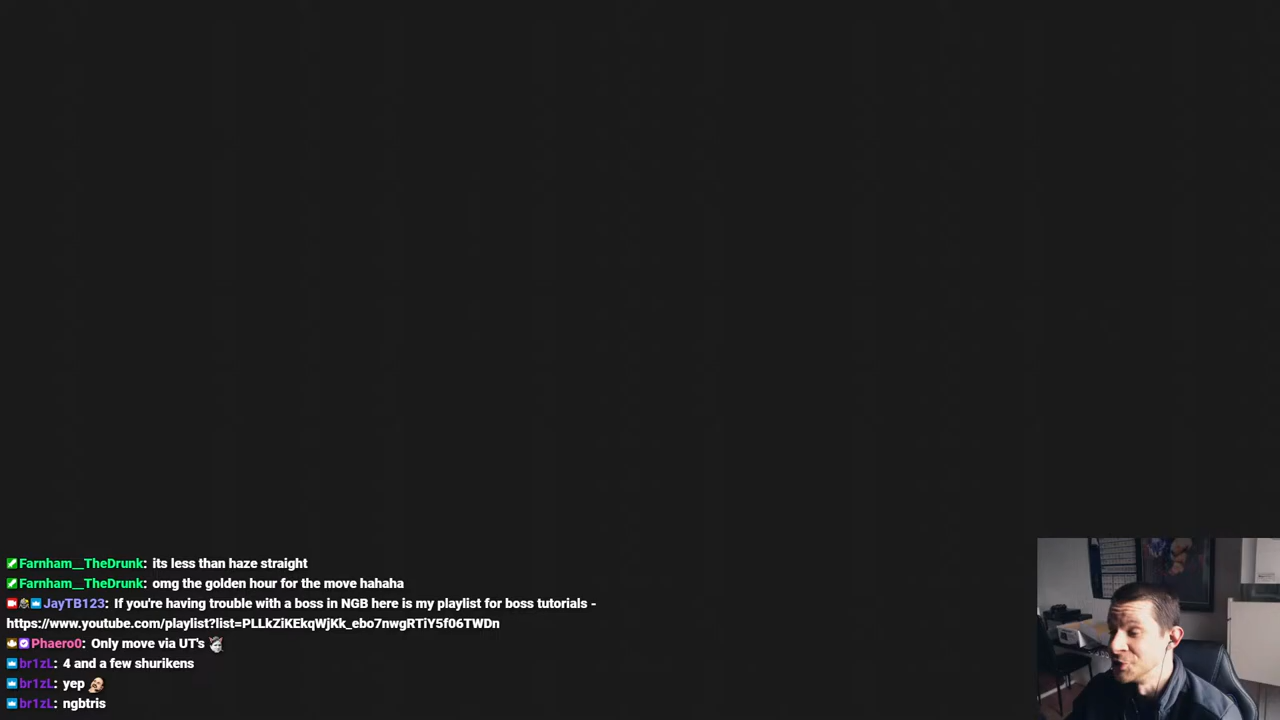 Farnham__TheDrunk: its less than haze straight
Farnham__TheDrunk: omg the golden hour for the move hahaha
JayTB123: If you're having trouble with a boss in NGB here is my playlist for boss tutorials -
https://www.youtube.com/playlist?list=PLLkZiKEkqWjKk_ebo7nwgRTiY5f06TWDn
Phaero0: Only move via UT's
br1zL: 4 and a few shurikens
br1zL: yep
br1zL: ngbtris